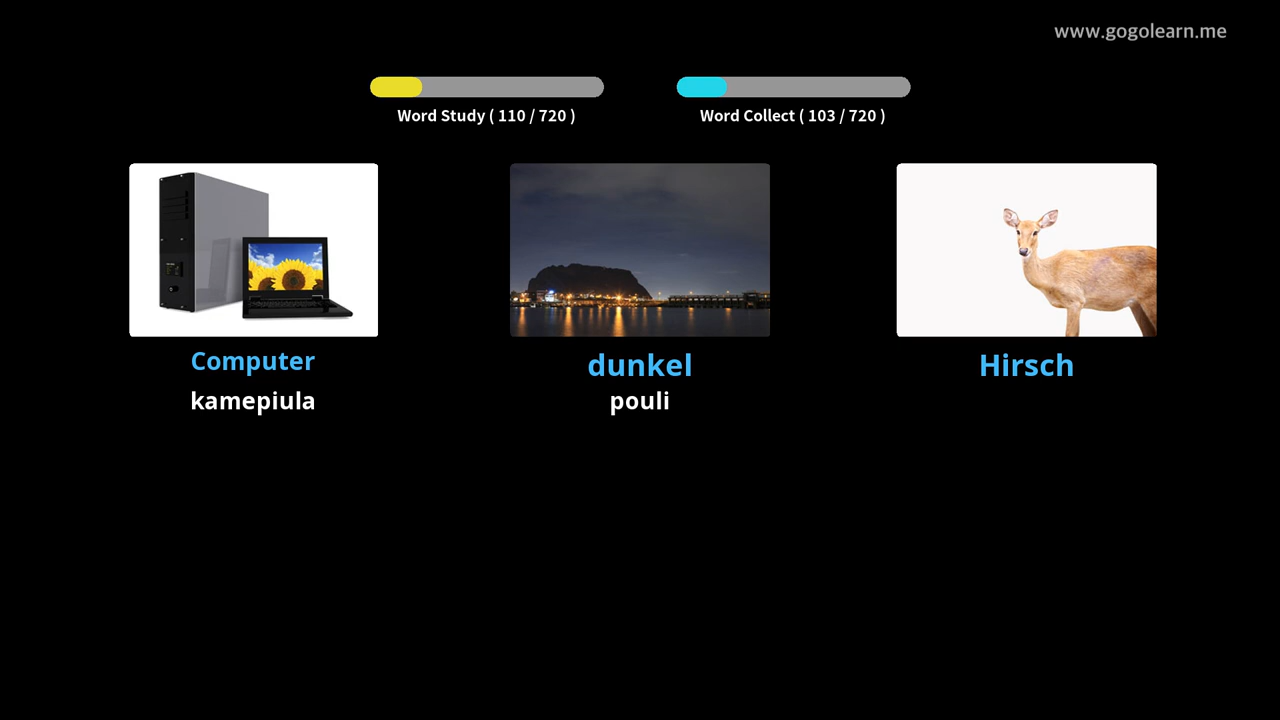 www.gogolearn.me
Word Study ( 110 / 720 )
Word Collect ( 103 / 720 )
Computer
kamepiula
dunkel
pouli
Hirsch